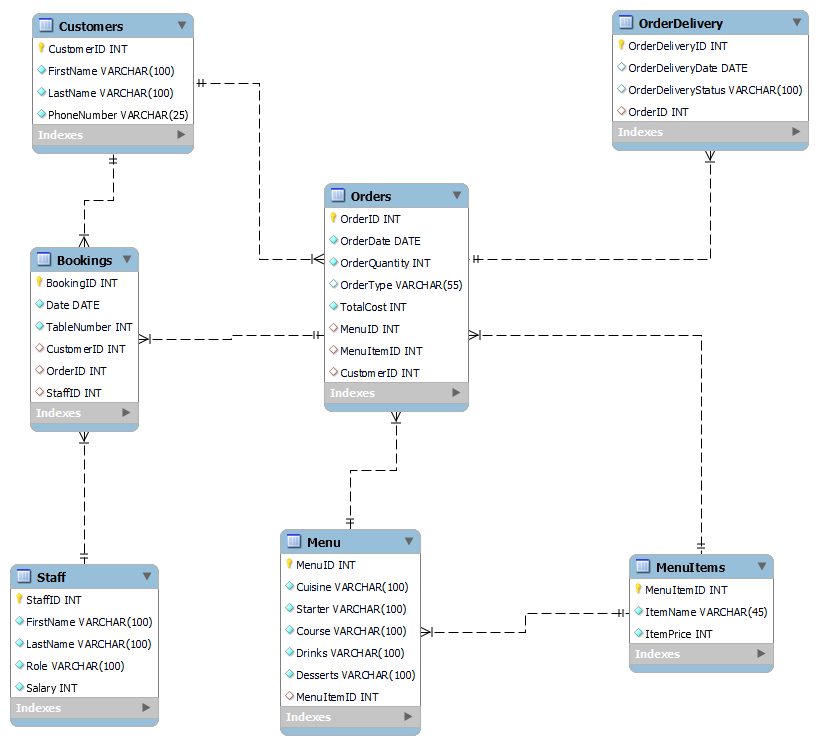 Customers
CustomerID INT
FirstName VARCHAR(100)
LastName VARCHAR(100)
PhoneNumber VARCHAR(25)
Indexes
OrderDelivery
OrderDeliveryID INT
OrderDeliveryDate DATE
OrderDeliveryStatus VARCHAR(100)
OrderID INT
Indexes
Orders
OrderID INT
OrderDate DATE
OrderQuantity INT
OrderType VARCHAR(55)
TotalCost INT
MenuID INT
MenuItemID INT
CustomerID INT
Indexes
Bookings
BookingID INT
Date DATE
TableNumber INT
CustomerID INT
OrderID INT
StaffID INT
Indexes
Menu
MenuID INT
Cuisine VARCHAR(100)
Starter VARCHAR(100)
Course VARCHAR(100)
Drinks VARCHAR(100)
Desserts VARCHAR(100)
MenuItemID INT
Indexes
MenuItems
MenuItemID INT
ItemName VARCHAR(45)
ItemPrice INT
Indexes
Staff
StaffID INT
FirstName VARCHAR(100)
LastName VARCHAR(100)
Role VARCHAR(100)
Salary INT
Indexes